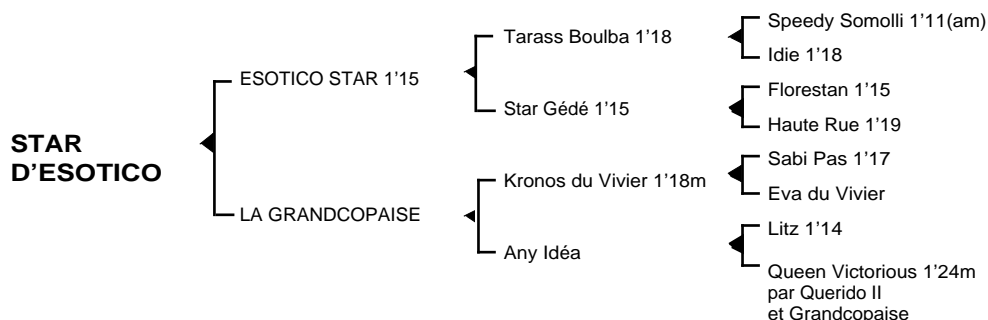 STAR
D’ESOTICO
ESOTICO STAR 1’15
LA GRANDCOPAISE
Tarass Boulba 1’18
Star Gédé 1’15
Kronos du Vivier 1’18m
Any Idéa
Speedy Somolli 1’11(am)
Idie 1’18
Florestan 1’15
Haute Rue 1’19
Sabi Pas 1’17
Eva du Vivier
Litz 1’14
Queen Victorious 1’24m
par Querido II
et Grandcopaise